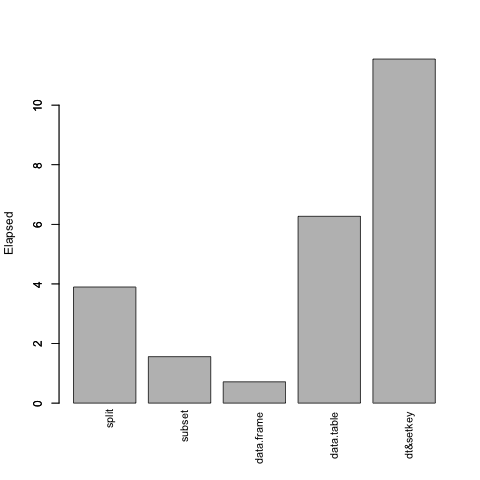 Elapsed
10
8
6
4
2
0
split
subset
data.frame
data.table
dt&setkey